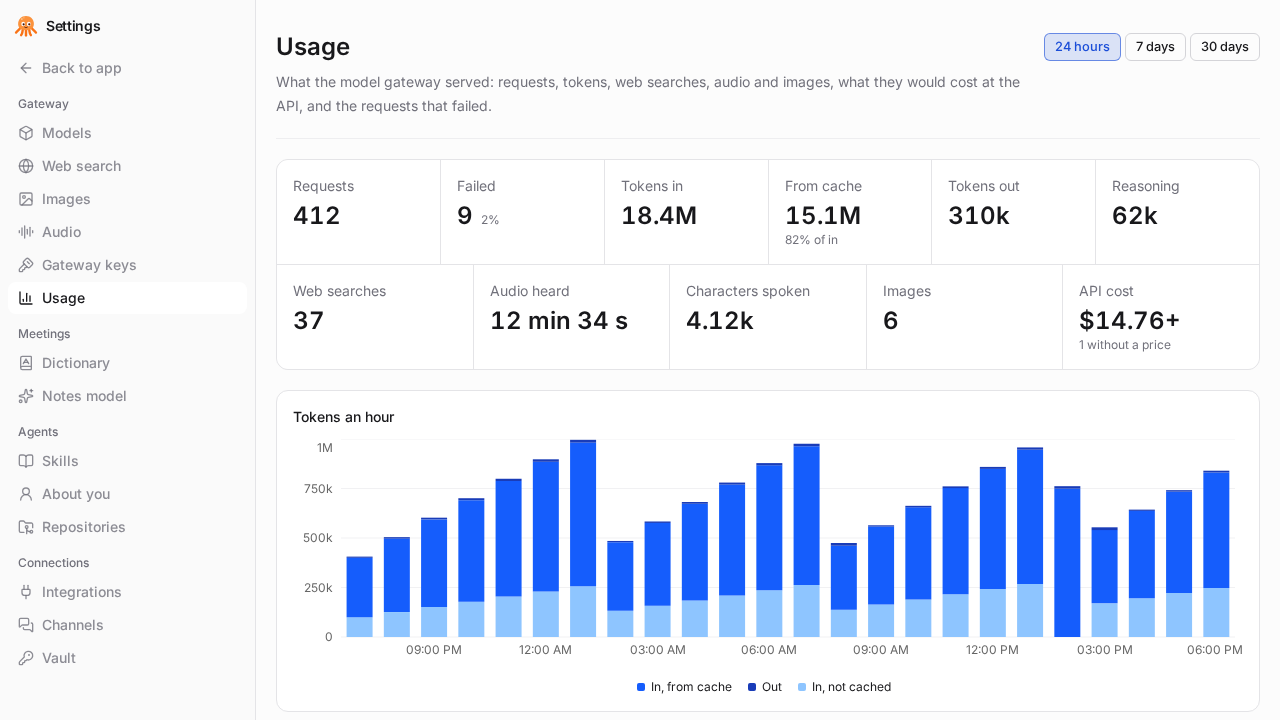 Settings
Back to app
Gateway
Models
Web search
Images
Audio
Gateway keys
Usage
Meetings
Dictionary
Notes model
Agents
Skills
About you
Repositories
Connections
Integrations
Channels
Vault
Usage
24 hours
7 days
30 days
What the model gateway served: requests, tokens, web searches, audio and images, what they would cost at the
API, and the requests that failed.
Requests
412
Failed
9 2%
Tokens in
18.4M
From cache
15.1M
82% of in
Tokens out
310k
Reasoning
62k
Web searches
37
Audio heard
12 min 34 s
Characters spoken
4.12k
Images
6
API cost
$14.76+
1 without a price
Tokens an hour
1M
750k
500k
250k
0
09:00 PM
12:00 AM
03:00 AM
06:00 AM
09:00 AM
12:00 PM
03:00 PM
06:00 PM
In, from cache
Out
In, not cached